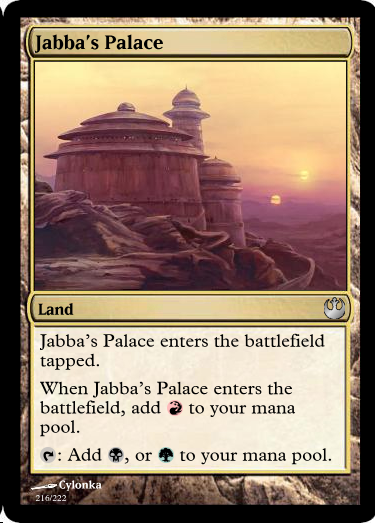 Jabba's Palace
Land
Jabba's Palace enters the battlefield
tapped.
When Jabba's Palace enters the
battlefield, add to your mana
pool.
: Add , or to your mana pool.
Cylonka
216/222